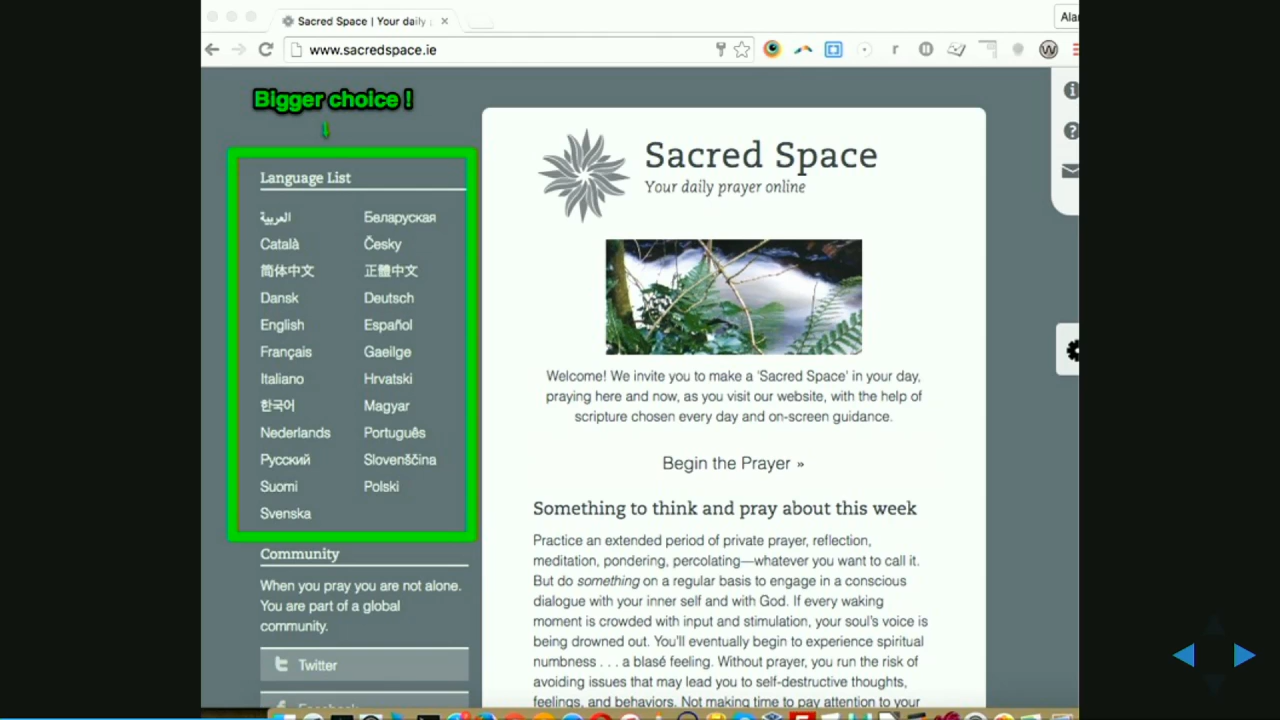 Sacred Space | Your daily
Alan
www.sacredspace.ie
Bigger choice !
Language List
العربية
Беларуская
Català
Česky
简体中文
正體中文
Dansk
Deutsch
English
Español
Français
Gaeilge
Italiano
Hrvatski
한국어
Magyar
Nederlands
Português
Русский
Slovenščina
Suomi
Polski
Svenska
Community
When you pray you are not alone.
You are part of a global
community.
Twitter
Facebook
Sacred Space
Your daily prayer online
Welcome! We invite you to make a 'Sacred Space' in your day,
praying here and now, as you visit our website, with the help of
scripture chosen every day and on-screen guidance.
Begin the Prayer »
Something to think and pray about this week
Practice an extended period of private prayer, reflection,
meditation, pondering, percolating—whatever you want to call it.
But do something on a regular basis to engage in a conscious
dialogue with your inner self and with God. If every waking
moment is crowded with input and stimulation, your soul's voice is
being drowned out. You'll eventually begin to experience spiritual
numbness . . . a blasé feeling. Without prayer, you run the risk of
avoiding issues that may lead you to self-destructive thoughts,
feelings, and behaviors. Not making time to pay attention to your